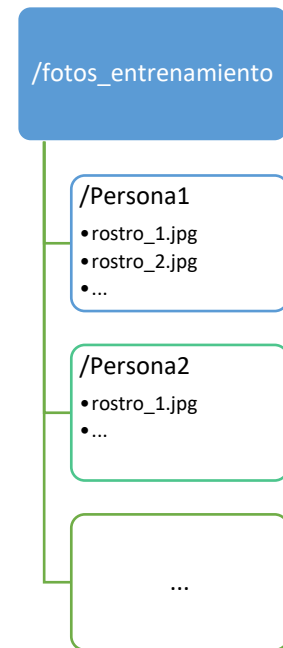 /fotos_entrenamiento
/Persona1
•rostro_1.jpg
•rostro_2.jpg
•...
/Persona2
•rostro_1.jpg
•...
...